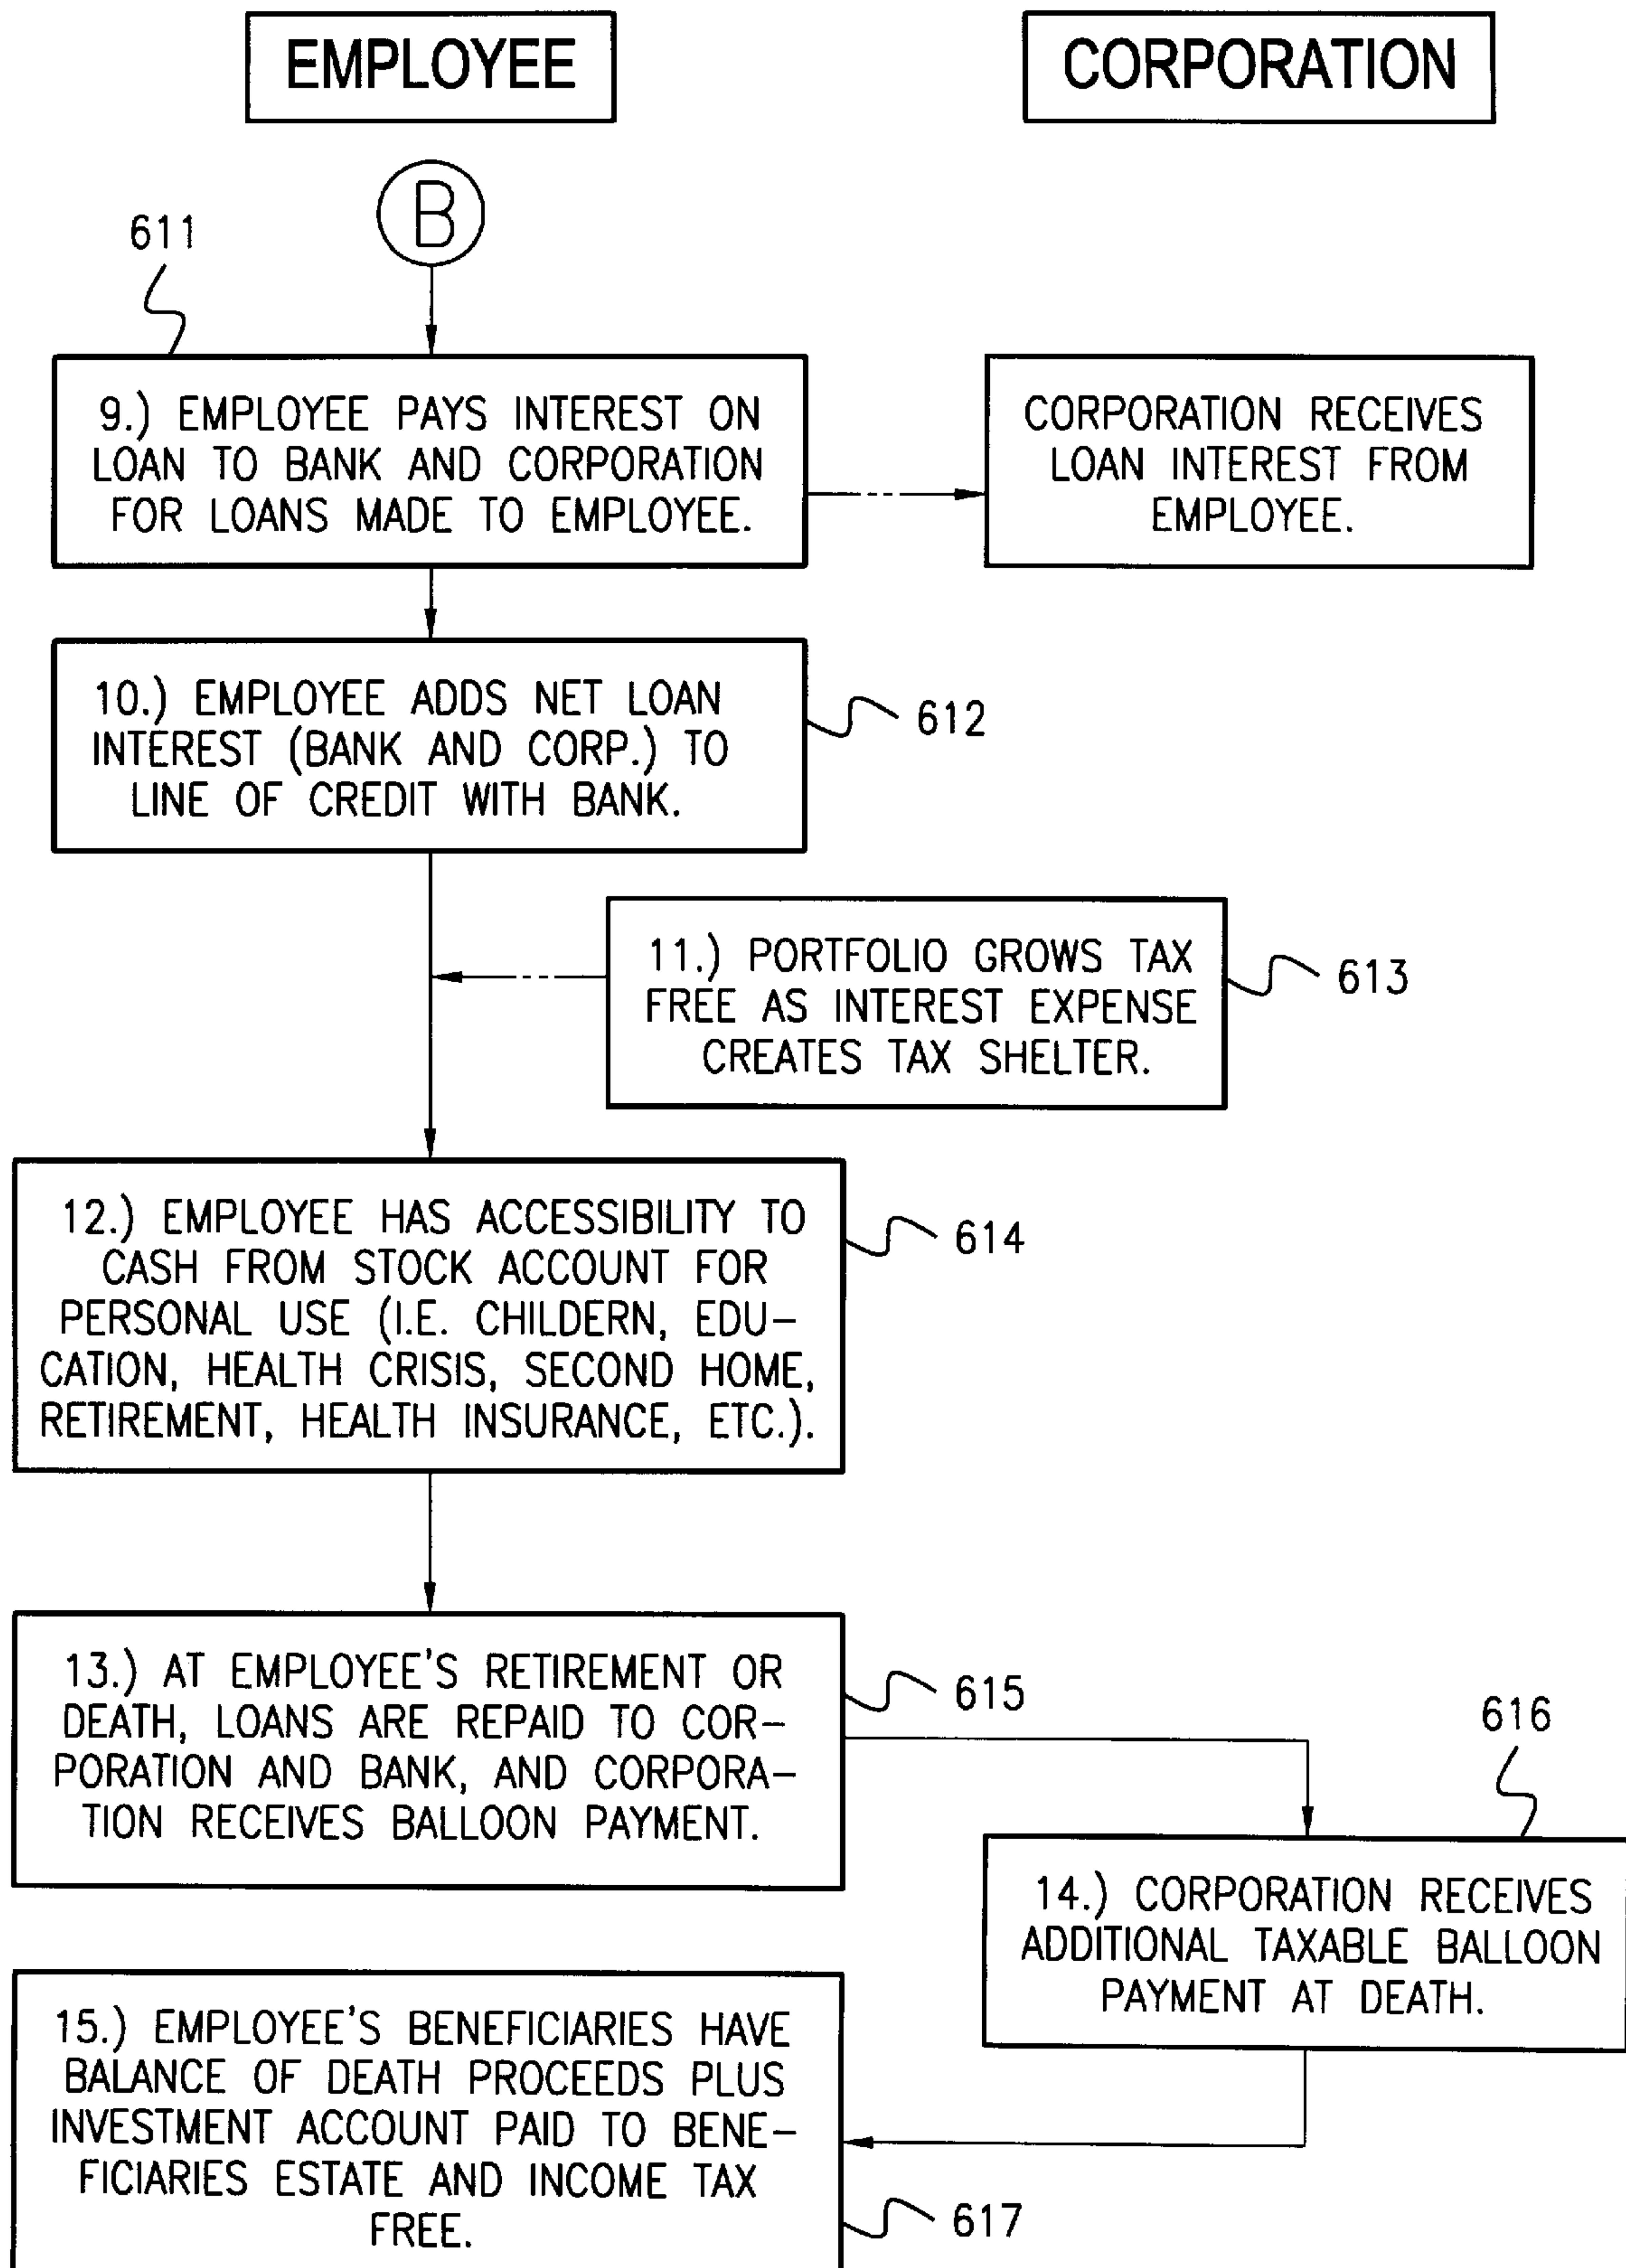 EMPLOYEE
CORPORATION
B
611
9.) EMPLOYEE PAYS INTEREST ON
LOAN TO BANK AND CORPORATION
FOR LOANS MADE TO EMPLOYEE.
CORPORATION RECEIVES
LOAN INTEREST FROM
EMPLOYEE.
10.) EMPLOYEE ADDS NET LOAN
INTEREST (BANK AND CORP.) TO
LINE OF CREDIT WITH BANK.
612
11.) PORTFOLIO GROWS TAX
FREE AS INTEREST EXPENSE
CREATES TAX SHELTER.
613
12.) EMPLOYEE HAS ACCESSIBILITY TO
CASH FROM STOCK ACCOUNT FOR
PERSONAL USE (I.E. CHILDERN, EDU-
CATION, HEALTH CRISIS, SECOND HOME,
RETIREMENT, HEALTH INSURANCE, ETC.).
614
13.) AT EMPLOYEE'S RETIREMENT OR
DEATH, LOANS ARE REPAID TO COR-
PORATION AND BANK, AND CORPORA-
TION RECEIVES BALLOON PAYMENT.
615
616
14.) CORPORATION RECEIVES
ADDITIONAL TAXABLE BALLOON
PAYMENT AT DEATH.
15.) EMPLOYEE'S BENEFICIARIES HAVE
BALANCE OF DEATH PROCEEDS PLUS
INVESTMENT ACCOUNT PAID TO BENE-
FICIARIES ESTATE AND INCOME TAX
FREE.
617